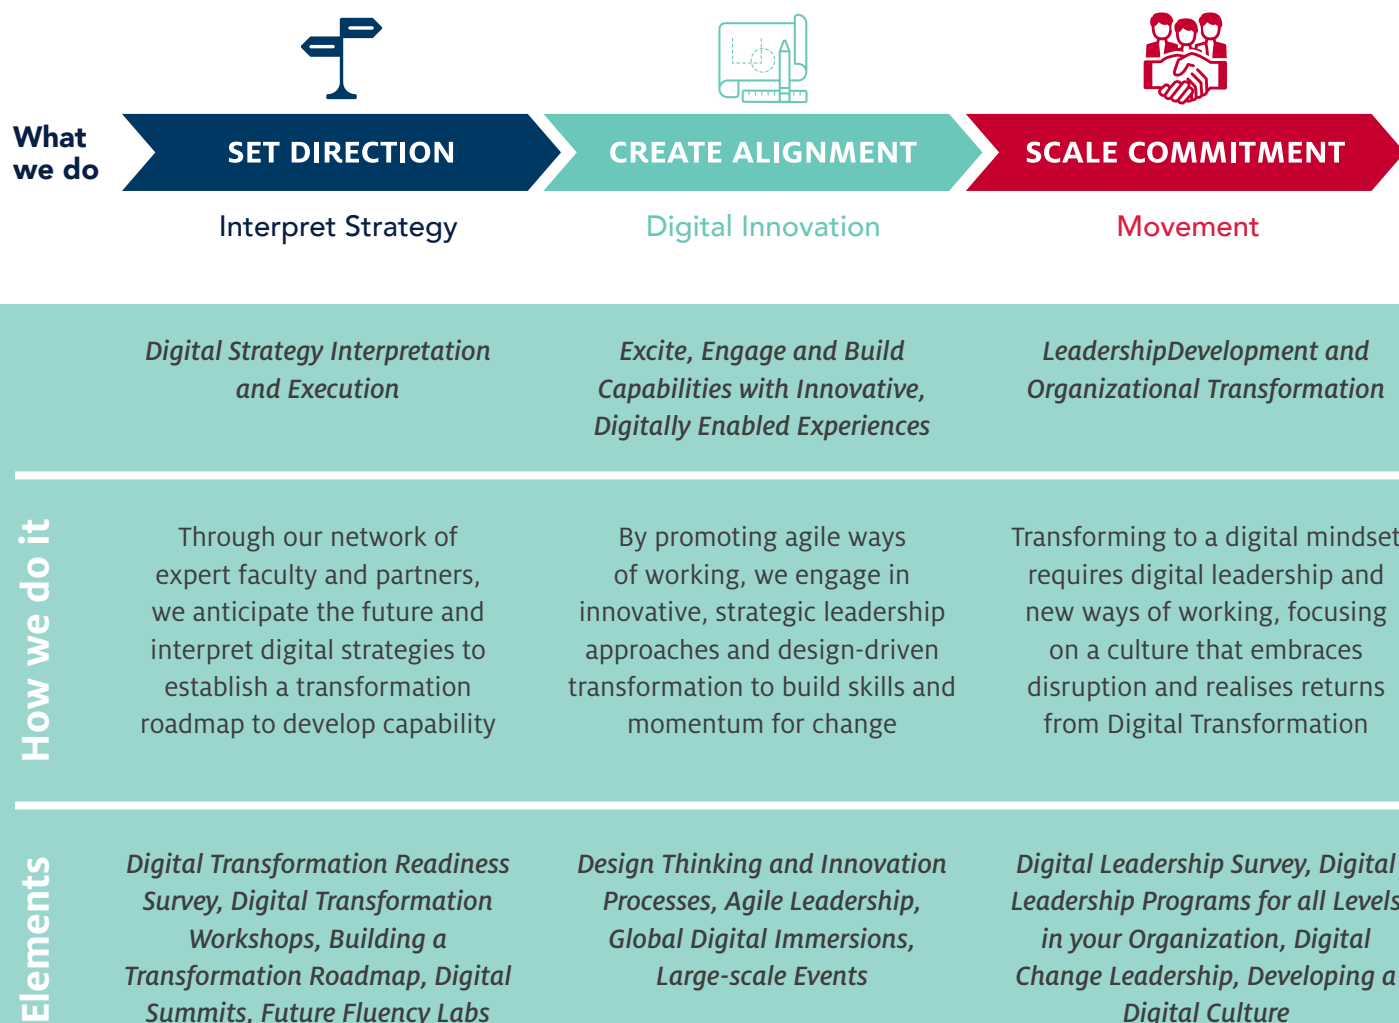 What
we do
SET DIRECTION
CREATE ALIGNMENT
SCALE COMMITMENT
Interpret Strategy
Digital Innovation
Movement
Digital Strategy Interpretation
and Execution
Excite, Engage and Build
Capabilities with Innovative,
Digitally Enabled Experiences
LeadershipDevelopment and
Organizational Transformation
How we do it
Through our network of
expert faculty and partners,
we anticipate the future and
interpret digital strategies to
establish a transformation
roadmap to develop capability
By promoting agile ways
of working, we engage in
innovative, strategic leadership
approaches and design-driven
transformation to build skills and
momentum for change
Transforming to a digital mindset
requires digital leadership and
new ways of working, focusing
on a culture that embraces
disruption and realises returns
from Digital Transformation
Elements
Digital Transformation Readiness
Survey, Digital Transformation
Workshops, Building a
Transformation Roadmap, Digital
Summits, Future Fluency Labs
Design Thinking and Innovation
Processes, Agile Leadership,
Global Digital Immersions,
Large-scale Events
Digital Leadership Survey, Digital
Leadership Programs for all Levels
in your Organization, Digital
Change Leadership, Developing a
Digital Culture